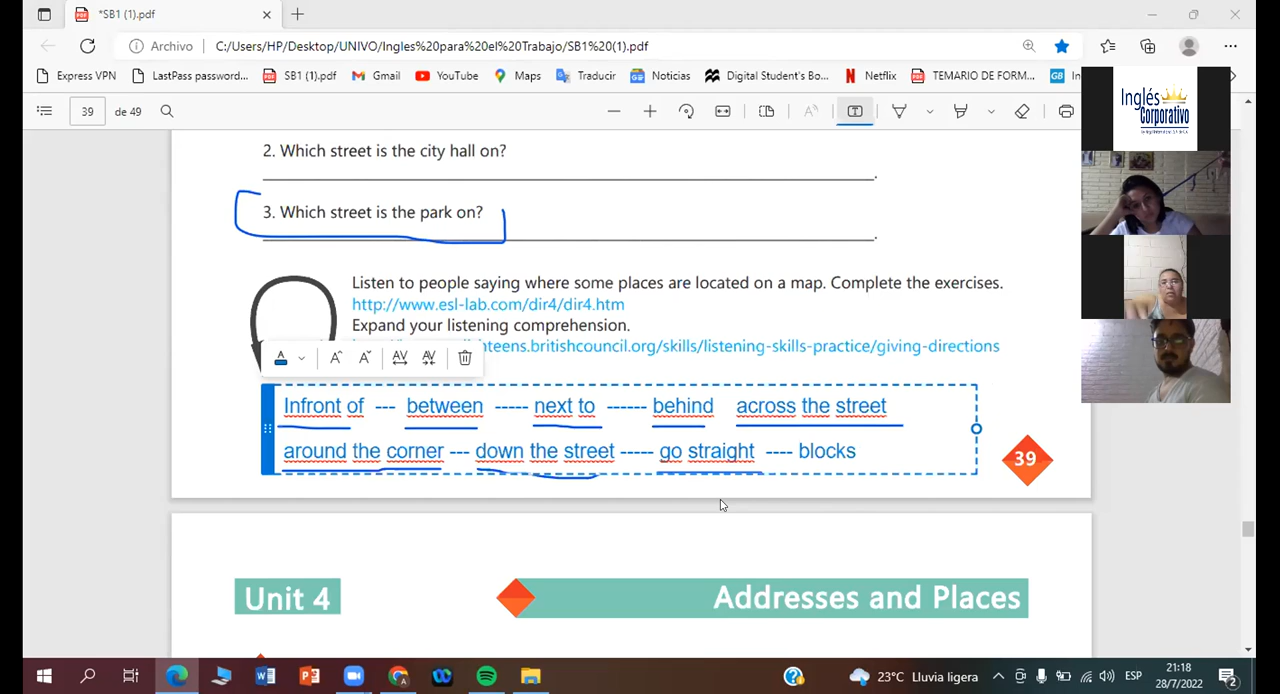 *SB1 (1).pdf
Archivo
C:/Users/HP/Desktop/UNIVO/Ingles%20para%20el%20Trabajo/SB1%20(1).pdf
Express VPN
LastPass password...
SB1 (1).pdf
Gmail
YouTube
Maps
Traducir
Noticias
Digital Student's Bo...
Netflix
TEMARIO DE FORM...
39
de 49
Inglés
Corporativo
2. Which street is the city hall on?
3. Which street is the park on?
Listen to people saying where some places are located on a map. Complete the exercises.
http://www.esl-lab.com/dir4/dir4.htm
Expand your listening comprehension.
teens.britishcouncil.org/skills/listening-skills-practice/giving-directions
Infront of --- between ----- next to ------ behind across the street
around the corner --- down the street ----- go straight ---- blocks
39
Unit 4
Addresses and Places
23°C Lluvia ligera
ESP
21:18
28/7/2022
2